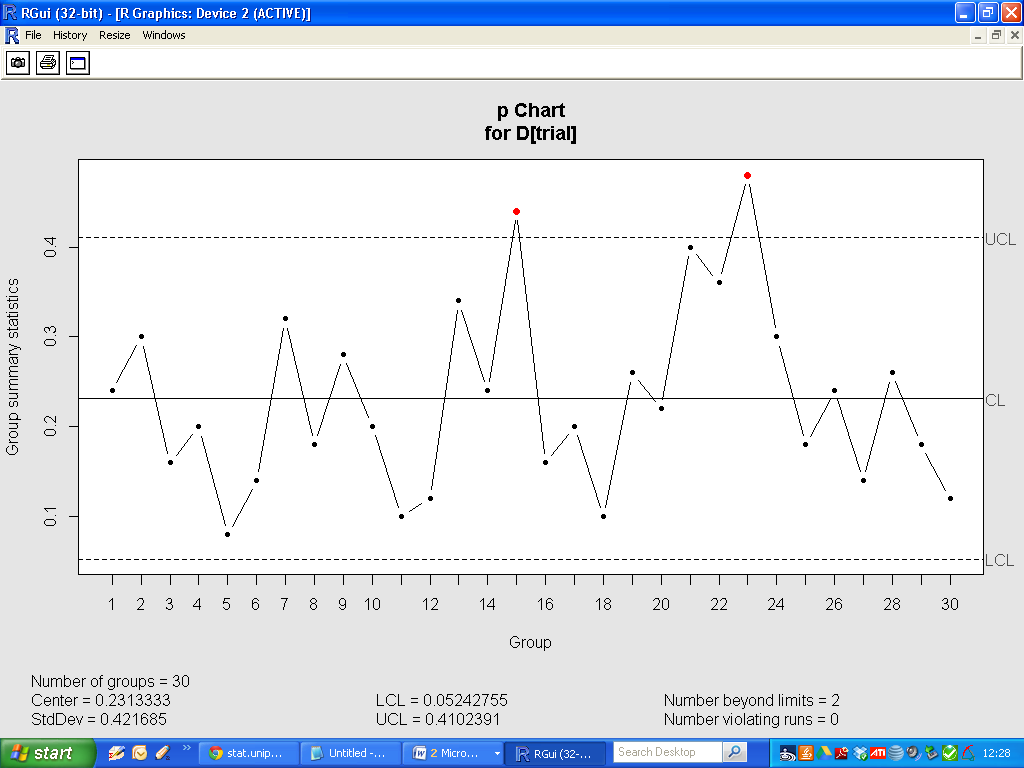 RGui (32-bit) - [R Graphics: Device 2 (ACTIVE)]
File History Resize Windows
p Chart
for D[trial]
Group summary statistics
0.4
0.3
0.2
0.1
UCL
CL
LCL
1 2 3 4 5 6 7 8 9 10 12 14 16 18 20 22 24 26 28 30
Group
Number of groups = 30
Center = 0.2313333 LCL = 0.05242755 Number beyond limits = 2
StdDev = 0.421685 UCL = 0.4102391 Number violating runs = 0
start stat.unip... Untitled -... 2 Micro... RGui (32-... Search Desktop 12:28